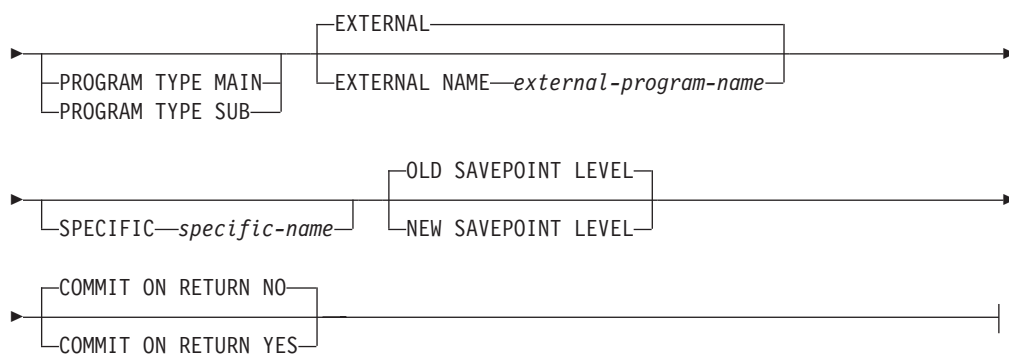 EXTERNAL
PROGRAM TYPE MAIN
EXTERNAL NAME external-program-name
PROGRAM TYPE SUB
OLD SAVEPOINT LEVEL
SPECIFIC specific-name
NEW SAVEPOINT LEVEL
COMMIT ON RETURN NO
COMMIT ON RETURN YES